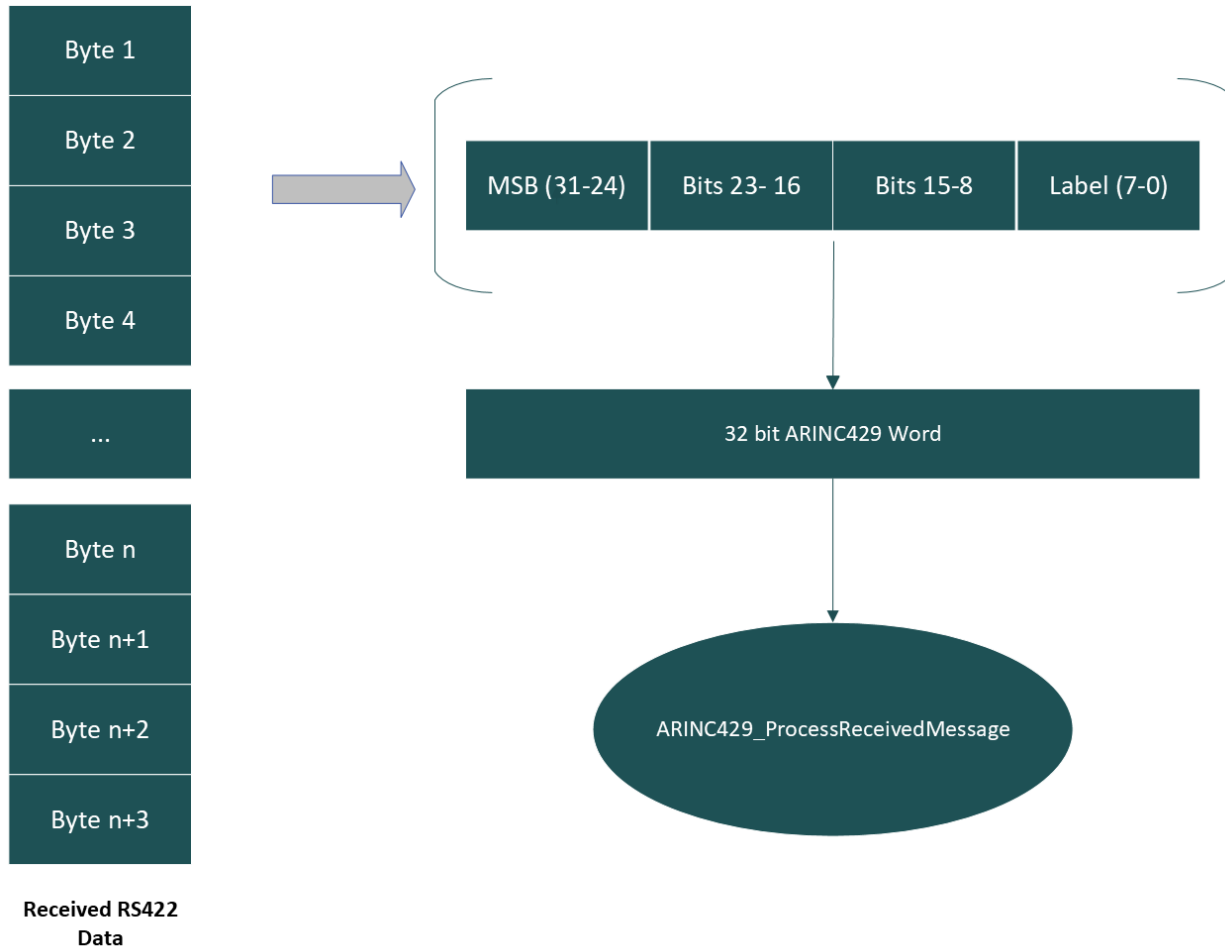 Byte 1
Byte 2
Byte 3
Byte 4
...
Byte n
Byte n+1
Byte n+2
Byte n+3
Received RS422
Data
MSB (31-24)
Bits 23- 16
Bits 15-8
Label (7-0)
32 bit ARINC429 Word
ARINC429_ProcessReceivedMessage